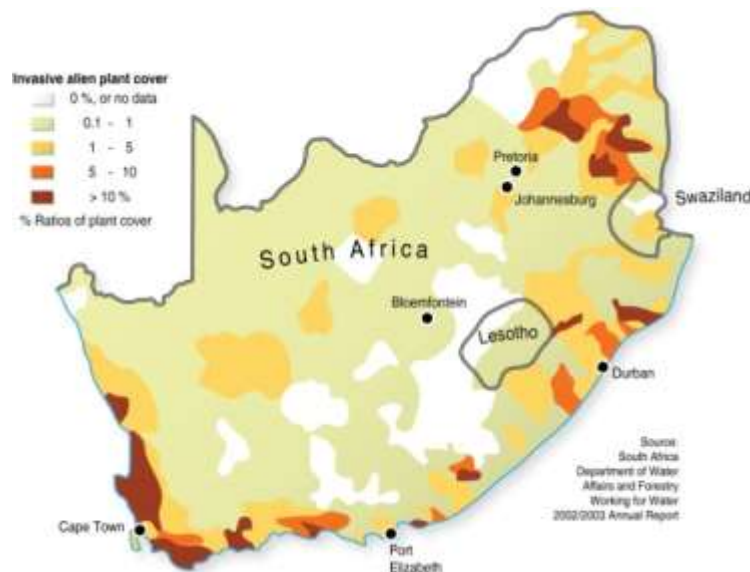 Invasive alien plant cover
0 %, or no data
0.1 - 1
1 - 5
5 - 10
> 10 %
% Ratios of plant cover
Pretoria
Johannesburg
Swaziland
South Africa
Bloemfontein
Lesotho
Durban
Cape Town
Port
Elizabeth
Source:
South Africa
Department of Water
Affairs and Forestry
Working for Water
2002/2003 Annual Report